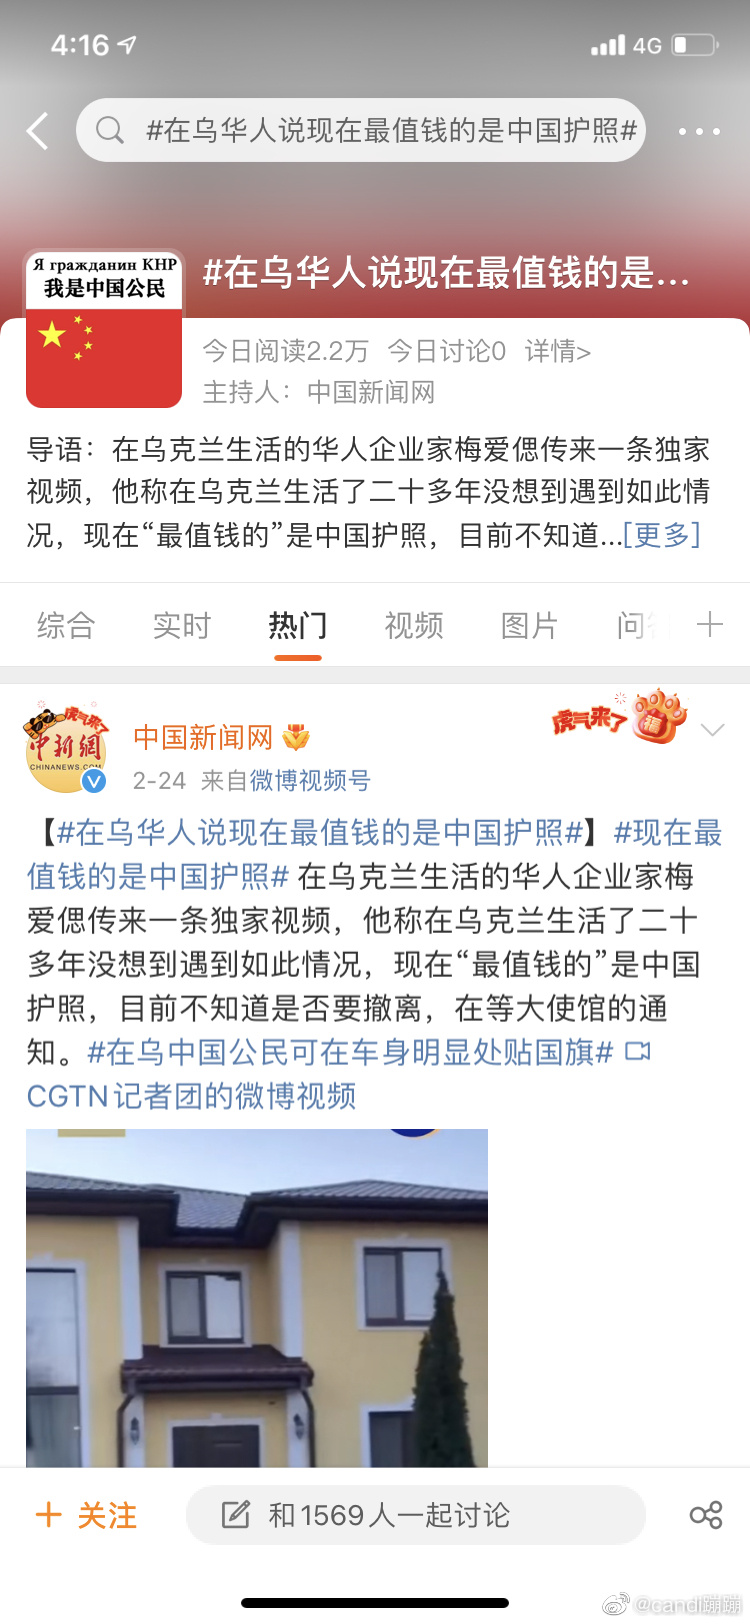 4:16
4G
#在乌华人说现在最值钱的是中国护照#
Я гражданин КНР
我是中国公民
#在乌华人说现在最值钱的是...
今日阅读2.2万 今日讨论0 详情>
主持人：中国新闻网
导语：在乌克兰生活的华人企业家梅爱偲传来一条独家
视频，他称在乌克兰生活了二十多年没想到遇到如此情
况，现在“最值钱的”是中国护照，目前不知道...[更多]
综合 实时 热门 视频 图片 问答
虎气来了
中新網
CHINANEWS.COM
中国新闻网
虎气来了
福
2-24 来自微博视频号
【#在乌华人说现在最值钱的是中国护照#】#现在最
值钱的是中国护照# 在乌克兰生活的华人企业家梅
爱偲传来一条独家视频，他称在乌克兰生活了二十
多年没想到遇到如此情况，现在“最值钱的”是中国
护照，目前不知道是否要撤离，在等大使馆的通
知。#在乌中国公民可在车身明显处贴国旗#
CGTN记者团的微博视频
+ 关注
和1569人一起讨论
@candl蹦蹦